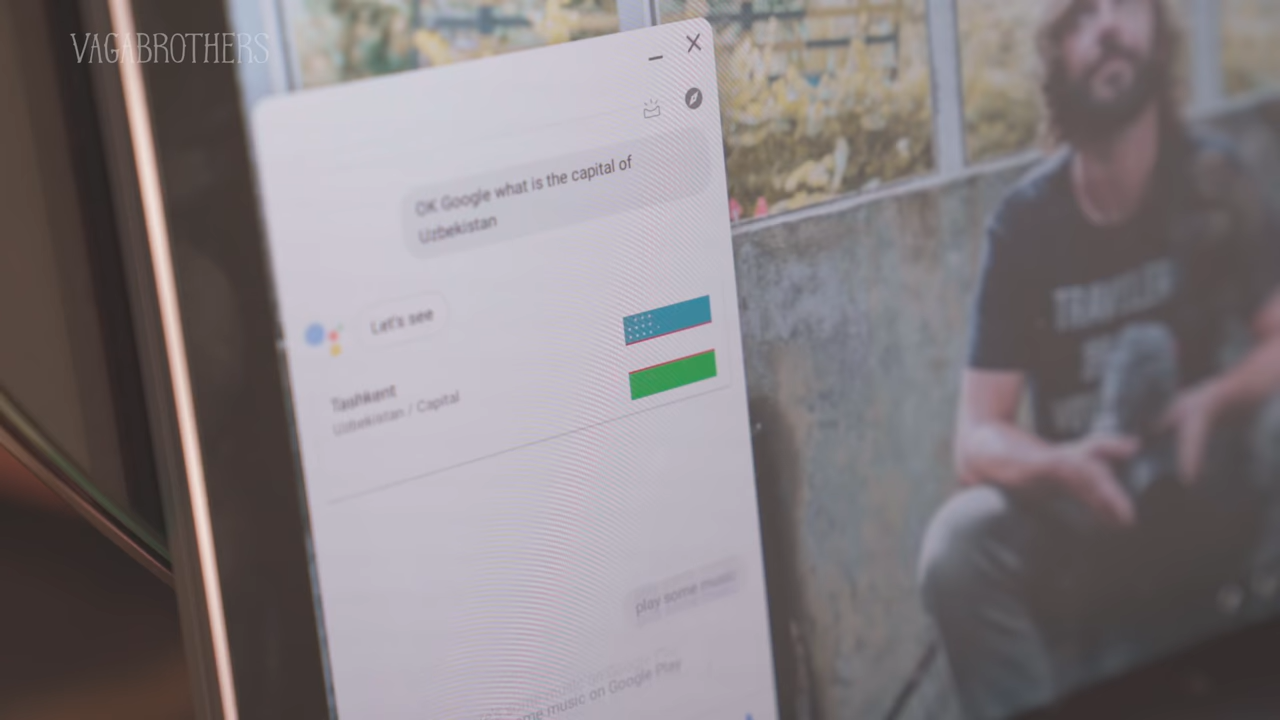 VAGABROTHERS
OK Google what is the capital of
Uzbekistan
Let's see
Tashkent
Uzbekistan / Capital
play some music
some music on Google Play
TRAVELER